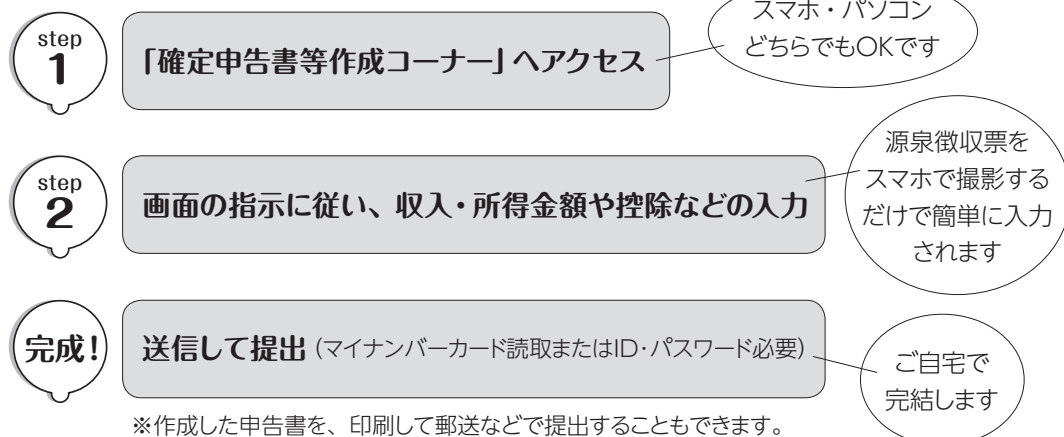 スマホ・パソコン
どちらでもOKです
step
1
「確定申告書等作成コーナー」へアクセス
源泉徴収票を
スマホで撮影する
だけで簡単に入力
されます
step
2
画面の指示に従い、収入・所得金額や控除などの入力
完成！
送信して提出（マイナンバーカード読取またはID・パスワード必要）
ご自宅で
完結します
※作成した申告書を、印刷して郵送などで提出することもできます。